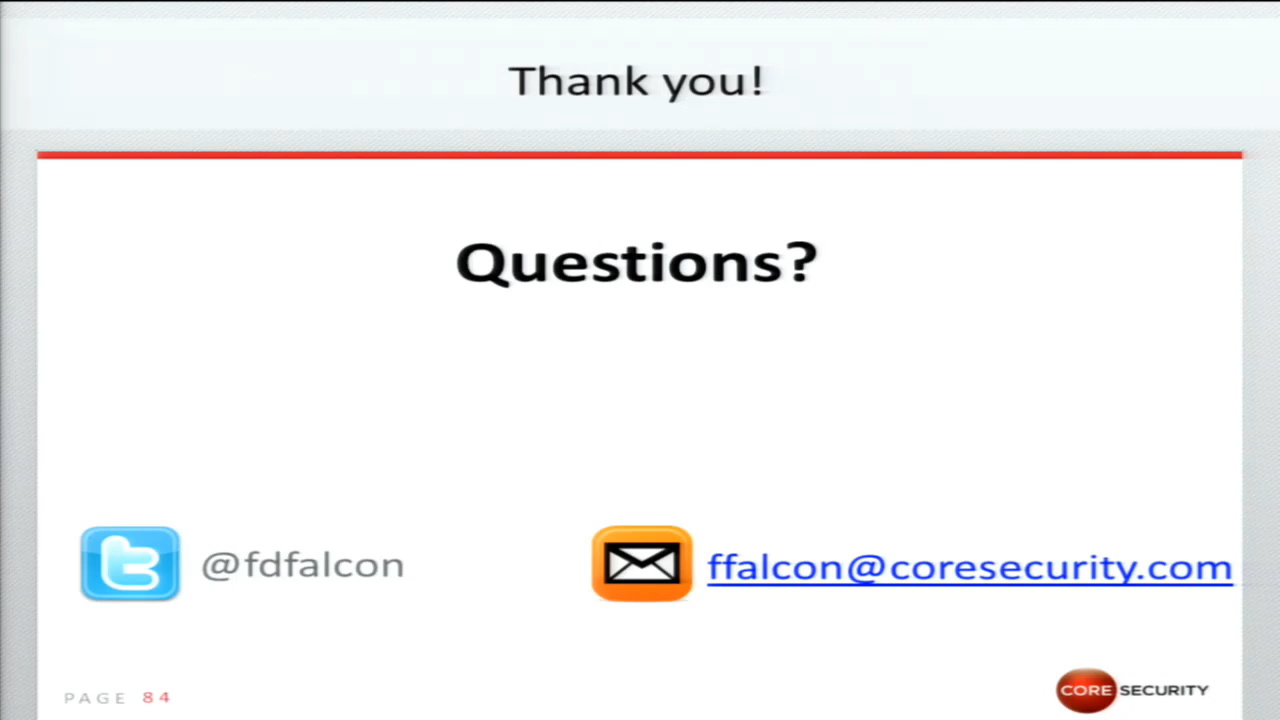 Thank you!
Questions?
@fdfalcon
ffalcon@coresecurity.com
PAGE 84
CORE SECURITY